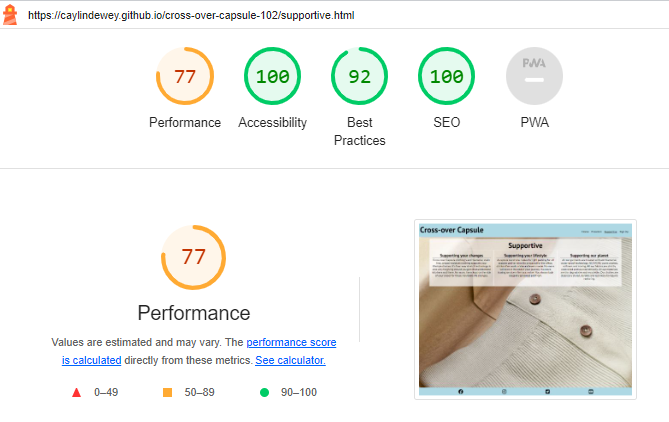 https://caylindewey.github.io/cross-over-capsule-102/supportive.html
77
100
92
100
PWA
Performance
Accessibility
Best
Practices
SEO
PWA
77
Performance
Values are estimated and may vary. The performance score
is calculated directly from these metrics. See calculator.
0–49
50–89
90–100
Cross-over Capsule
Supportive
Supporting your changes
Supporting your lifestyle
Supporting our planet